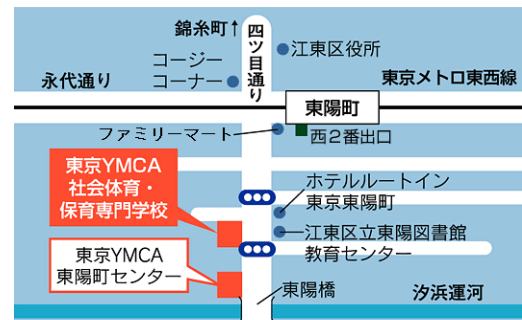 錦糸町↑
四ツ目通り
江東区役所
コージー
コーナー
永代通り
東京メトロ東西線
東陽町
ファミリーマート
西2番出口
東京YMCA
社会体育・
保育専門学校
ホテルルートイン
東京東陽町
江東区立東陽図書館
教育センター
東京YMCA
東陽町センター
東陽橋
汐浜運河